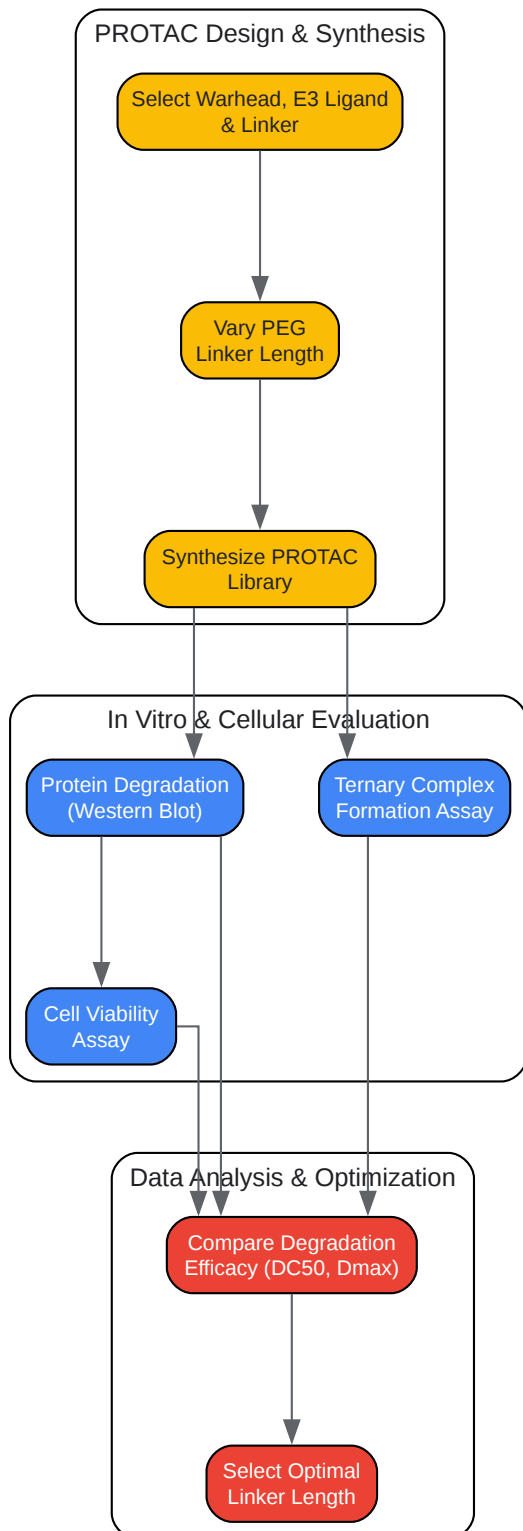 PROTAC Design & Synthesis
Select Warhead, E3 Ligand
& Linker
Vary PEG
Linker Length
Synthesize PROTAC
Library
In Vitro & Cellular Evaluation
Protein Degradation
(Western Blot)
Ternary Complex
Formation Assay
Cell Viability
Assay
Data Analysis & Optimization
Compare Degradation
Efficacy (DC50, Dmax)
Select Optimal
Linker Length